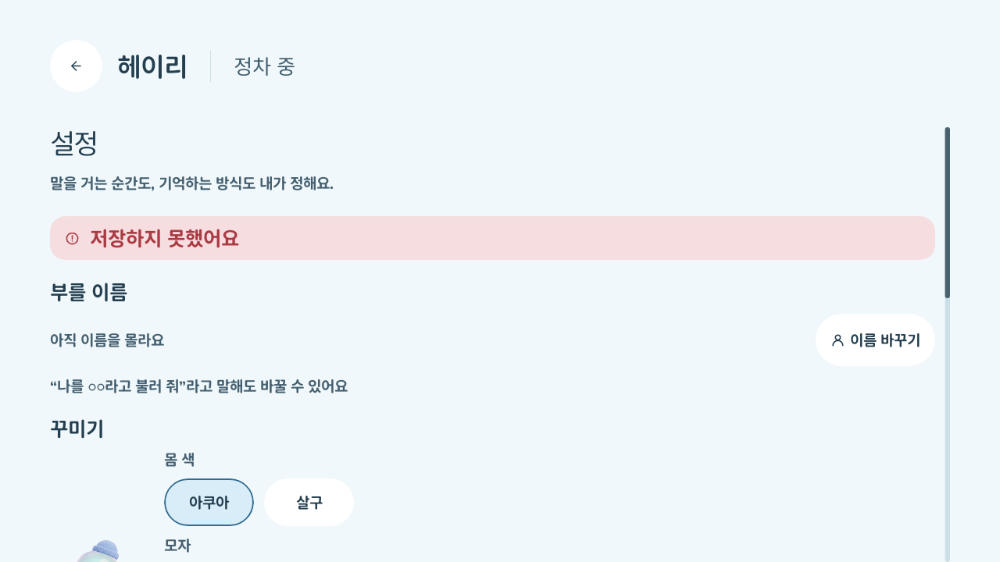 헤이리
정차 중
설정
말을 거는 순간도, 기억하는 방식도 내가 정해요.
저장하지 못했어요
부를 이름
아직 이름을 몰라요
이름 바꾸기
“나를 ○○라고 불러 줘”라고 말해도 바꿀 수 있어요
꾸미기
몸 색
아쿠아
살구
모자